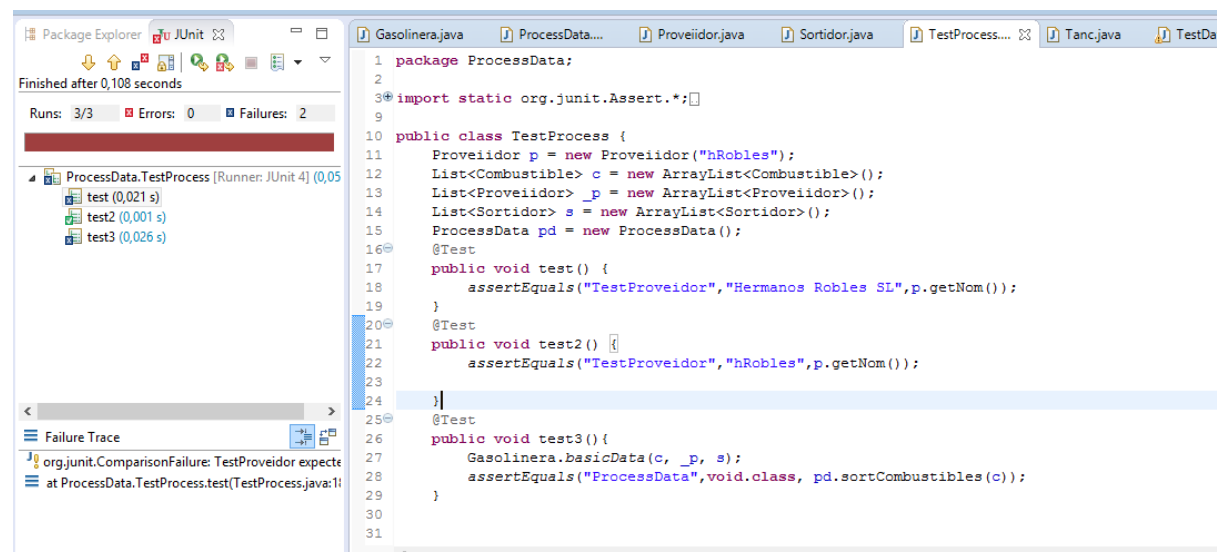 Package Explorer JUnit
Finished after 0,108 seconds
Runs: 3/3 Errors: 0 Failures: 2
ProcessData.TestProcess [Runner: JUnit 4] (0,05
test (0,021 s)
test2 (0,001 s)
test3 (0,026 s)
Failure Trace
org.junit.ComparisonFailure: TestProveidor expecte
at ProcessData.TestProcess.test(TestProcess.java:18
Gasolinera.java ProcessData.... Proveiidor.java Sortidor.java TestProcess.... Tanc.java TestDa
1 package ProcessData;
2
3 import static org.junit.Assert.*;
9
10 public class TestProcess {
11 Proveiidor p = new Proveiidor("hRobles");
12 List<Combustible> c = new ArrayList<Combustible>();
13 List<Proveiidor> _p = new ArrayList<Proveiidor>();
14 List<Sortidor> s = new ArrayList<Sortidor>();
15 ProcessData pd = new ProcessData();
16 @Test
17 public void test() {
18 assertEquals("TestProveidor","Hermanos Robles SL",p.getNom());
19 }
20 @Test
21 public void test2() {
22 assertEquals("TestProveidor","hRobles",p.getNom());
23
24 }
25 @Test
26 public void test3(){
27 Gasolinera.basicData(c, _p, s);
28 assertEquals("ProcessData",void.class, pd.sortCombustibles(c));
29 }
30
31